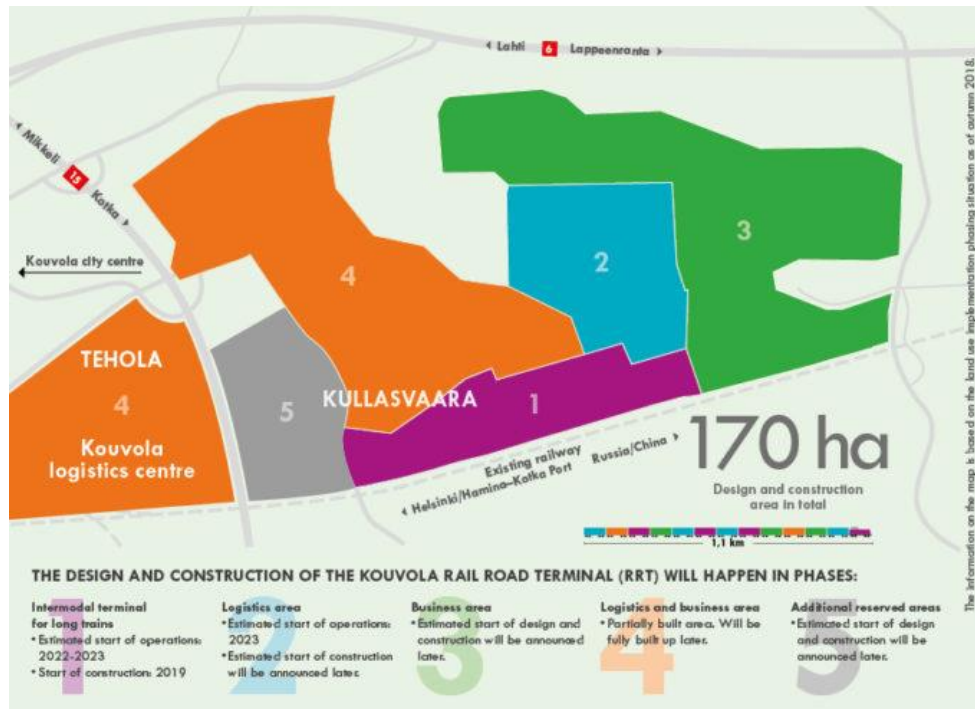 ◄ Lahti 6 Lappeenranta ►
◄ Mikkeli 15 Kotka ►
Kouvola city centre
3
2
4
TEHOLA
4
Kouvola
logistics centre
5
KULLASVAARA
1
Existing railway
Russia/China ►
◄ Helsinki/Hamina–Kotka Port
170 ha
Design and construction
area in total
1,1 km
The information on the map is based on the land use implementation phasing situation as of autumn 2018.
THE DESIGN AND CONSTRUCTION OF THE KOUVOLA RAIL ROAD TERMINAL (RRT) WILL HAPPEN IN PHASES:
1
Intermodal terminal
for long trains
• Estimated start of operations:
2022-2023
• Start of construction: 2019
2
Logistics area
• Estimated start of operations:
2023
• Estimated start of construction
will be announced later.
3
Business area
• Estimated start of design and
construction will be announced
later.
4
Logistics and business area
• Partially built area. Will be
fully built up later.
5
Additional reserved areas
• Estimated start of design
and construction will be
announced later.